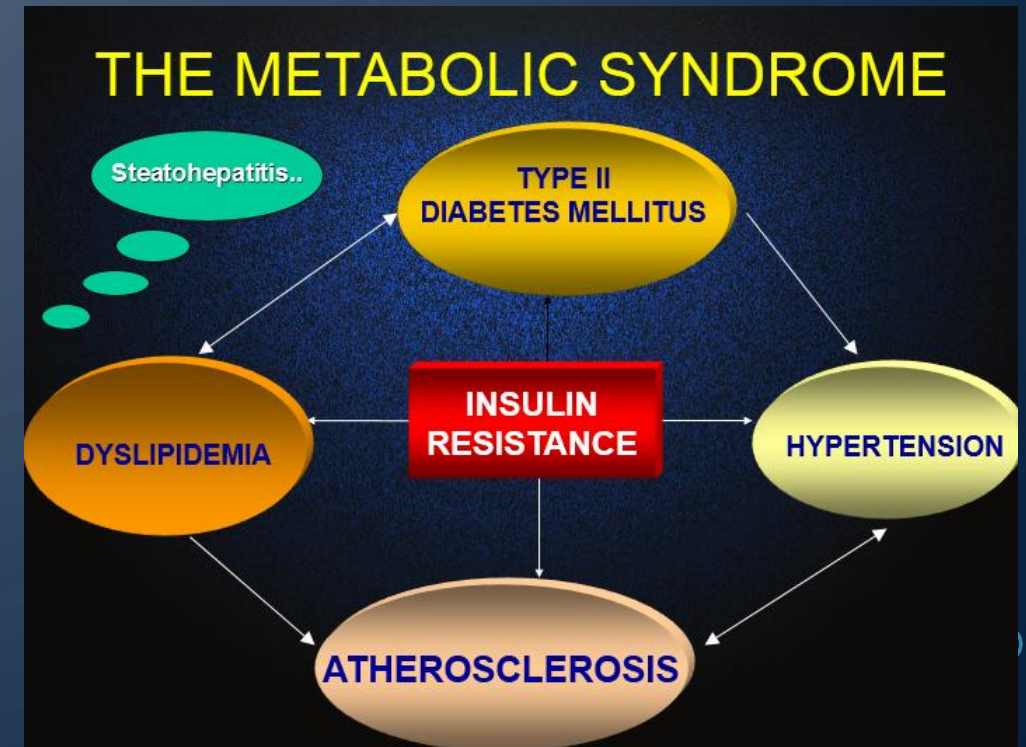 THE METABOLIC SYNDROME
Steatohepatitis..
TYPE II
DIABETES MELLITUS
INSULIN
RESISTANCE
DYSLIPIDEMIA
HYPERTENSION
ATHEROSCLEROSIS